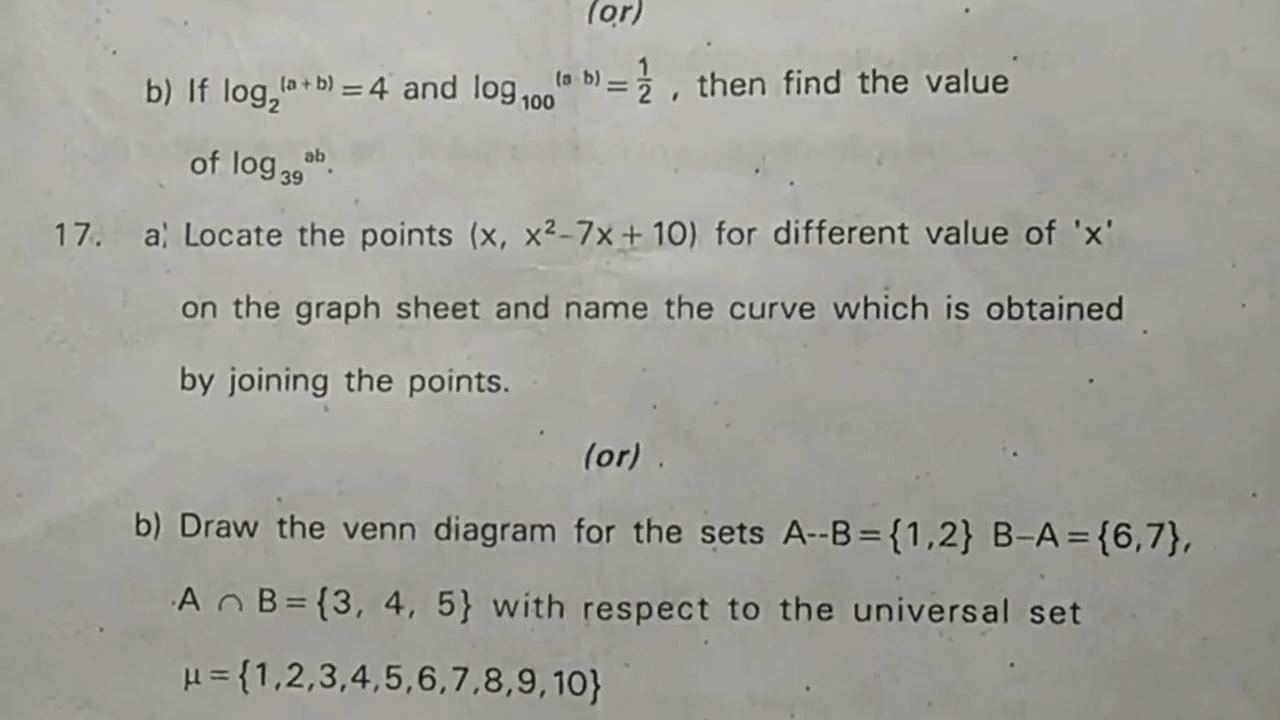 (or)
b) If log₂⁽ᵃ⁺ᵇ⁾ = 4 and log₁₀₀⁽ᵃ ᵇ⁾ = 1/2 , then find the value
of log₃₉ᵃᵇ.
17. a) Locate the points (x, x²-7x+10) for different value of 'x'
on the graph sheet and name the curve which is obtained
by joining the points.
(or)
b) Draw the venn diagram for the sets A--B={1,2} B-A={6,7},
A ∩ B={3, 4, 5} with respect to the universal set
μ={1,2,3,4,5,6,7,8,9,10}